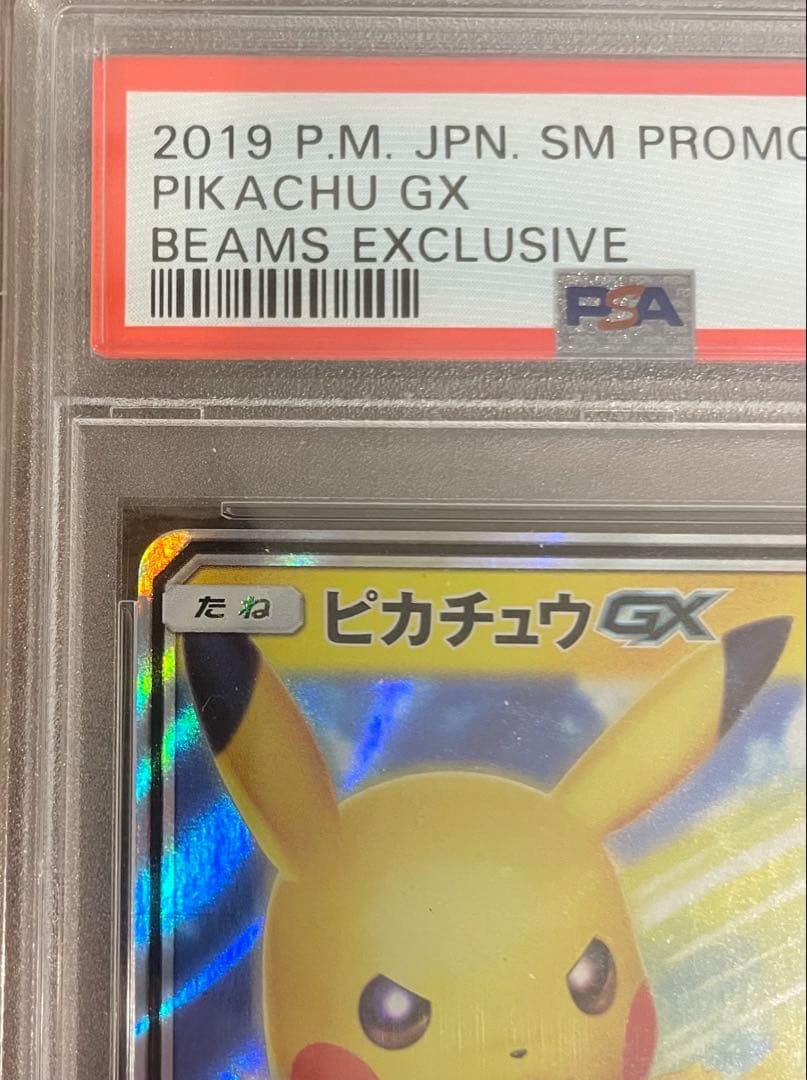 2019 P.M. JPN. SM PROMO
PIKACHU GX
BEAMS EXCLUSIVE
PSA
たね ピカチュウGX